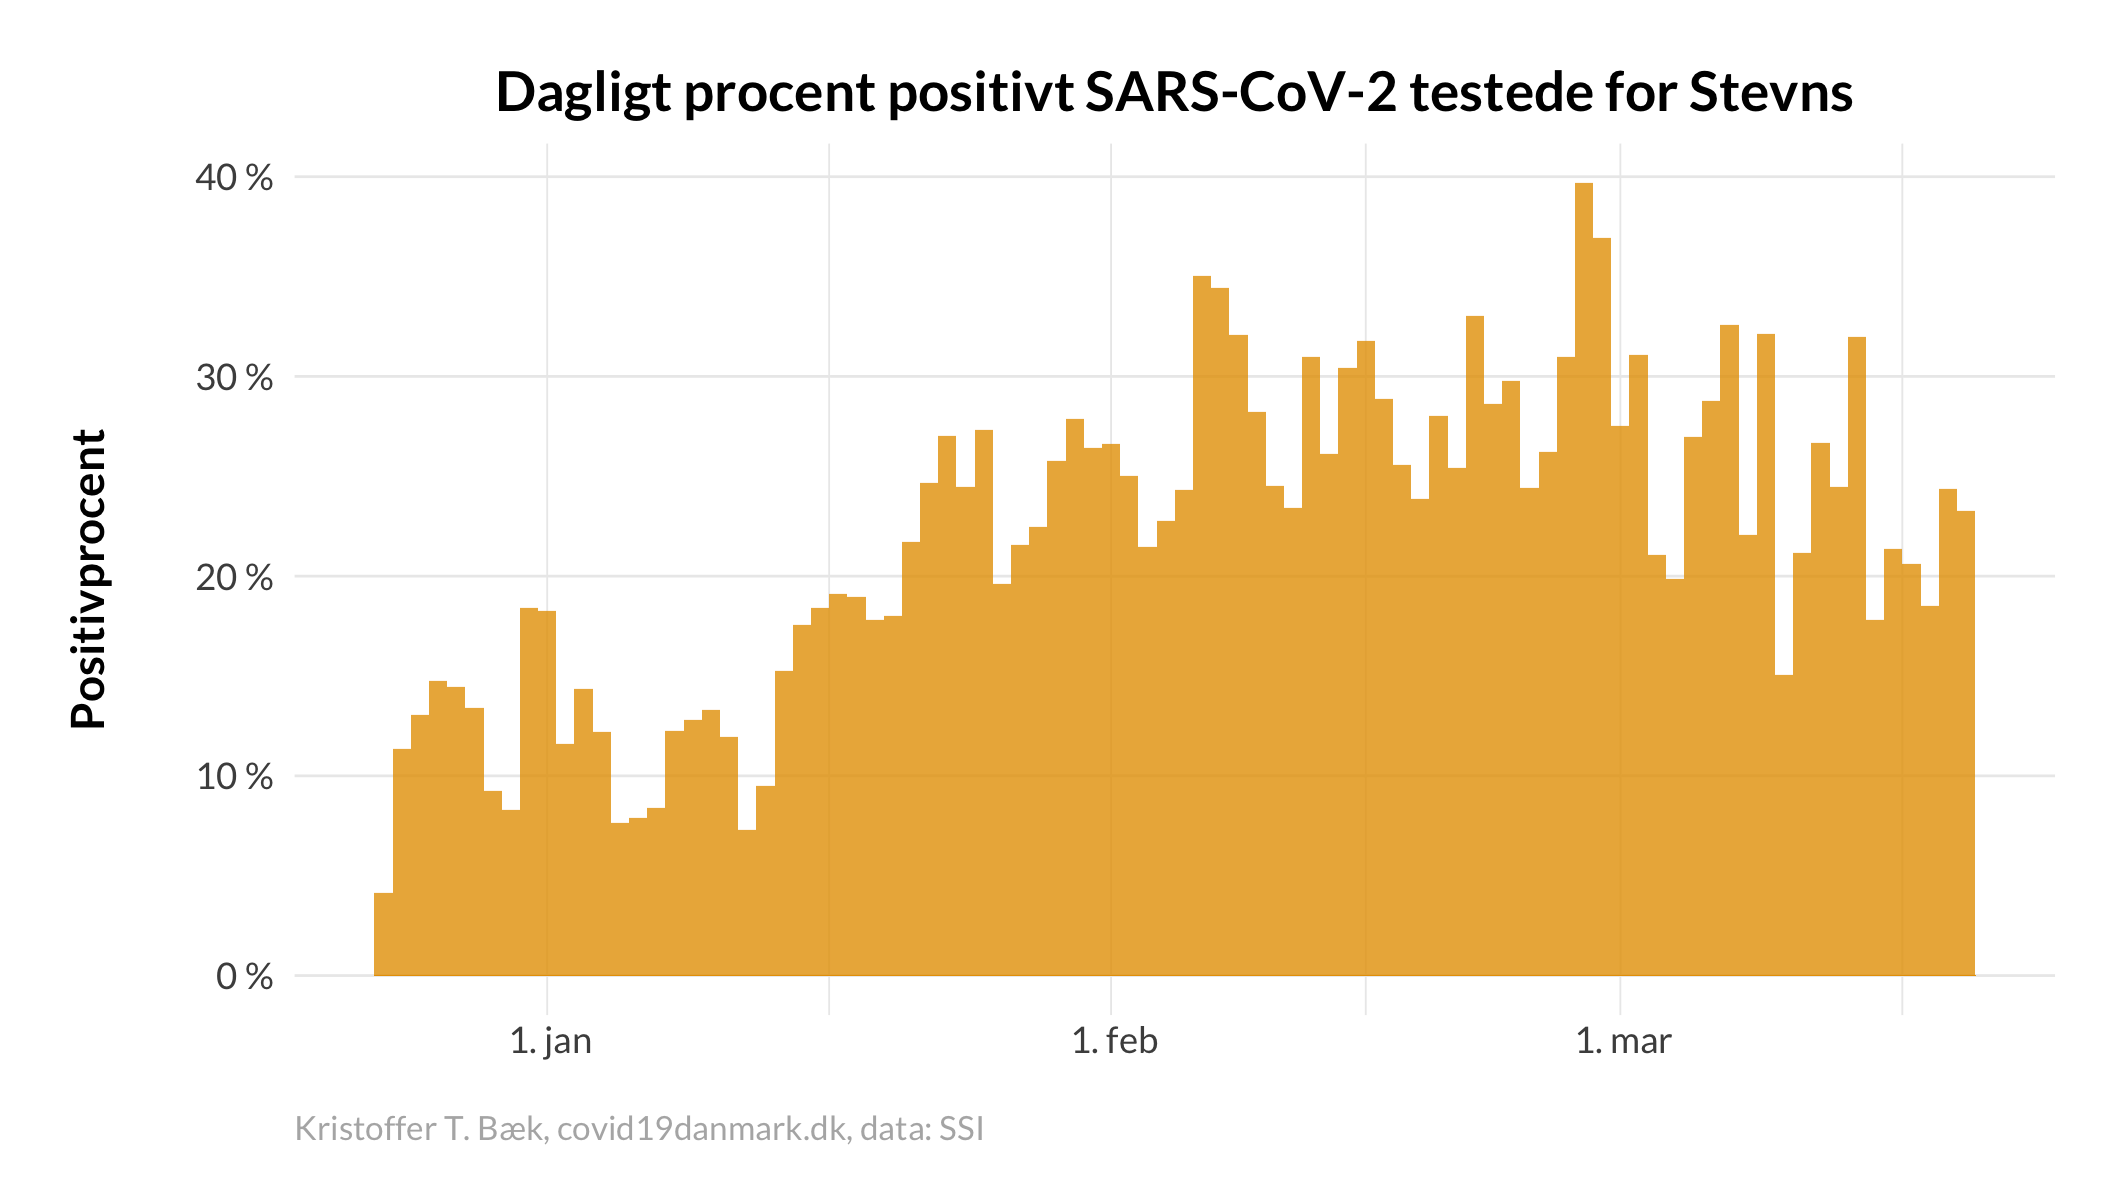 Dagligt procent positivt SARS-CoV-2 testede for Stevns
Positivprocent
40 %
30 %
20 %
10 %
0 %
1. jan
1. feb
1. mar
Kristoffer T. Bæk, covid19danmark.dk, data: SSI